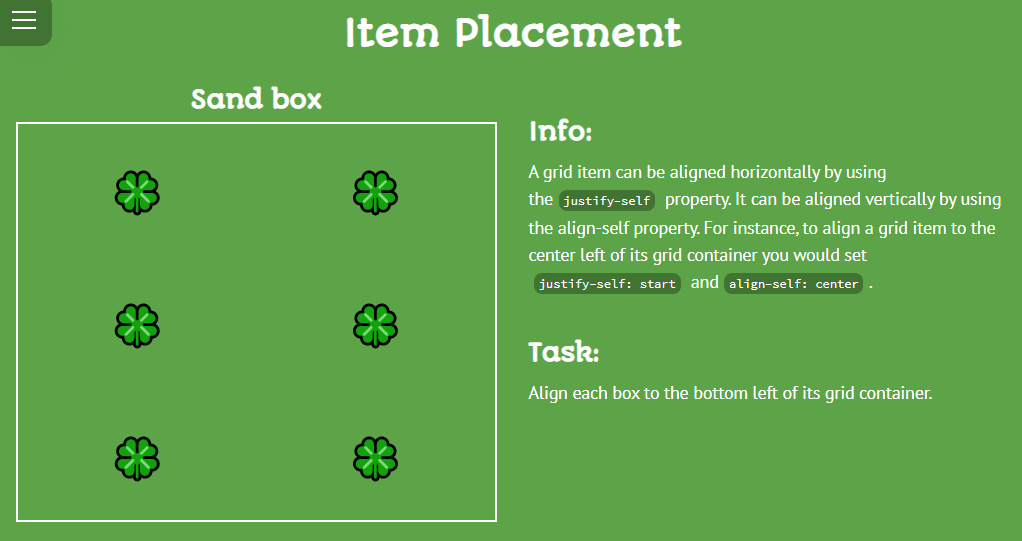 Item Placement
Sand box
Info:
A grid item can be aligned horizontally by using
the justify-self property. It can be aligned vertically by using
the align-self property. For instance, to align a grid item to the
center left of its grid container you would set
justify-self: start and align-self: center .
Task:
Align each box to the bottom left of its grid container.